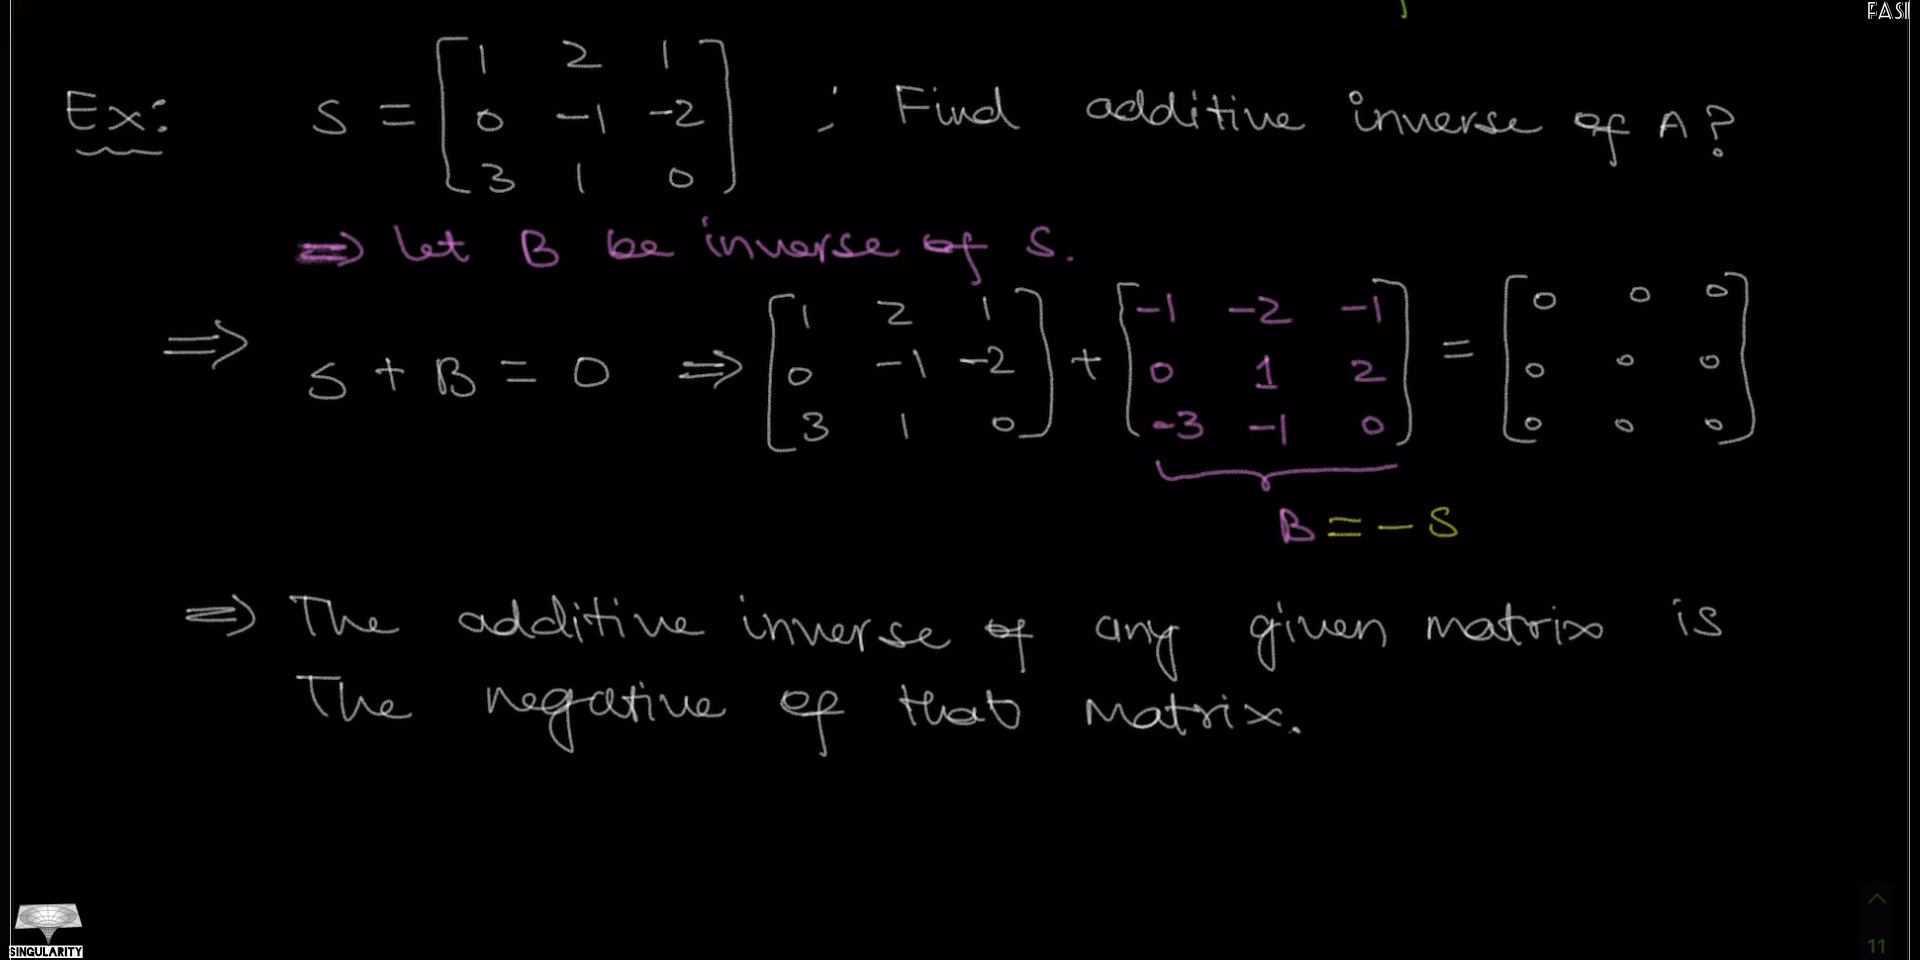 FASI
Ex: S = [ 1 2 1 ; Find additive inverse of A?
0 -1 -2
3 1 0 ]
⇒ Let B be inverse of S.
⇒ S + B = 0 ⇒ [ 1 2 1 + [ -1 -2 -1 = [ 0 0 0
0 -1 -2 0 1 2 0 0 0
3 1 0 ] -3 -1 0 ] 0 0 0 ]
B = - S
⇒ The additive inverse of any given matrix is
The negative of that matrix.
SINGULARITY
11